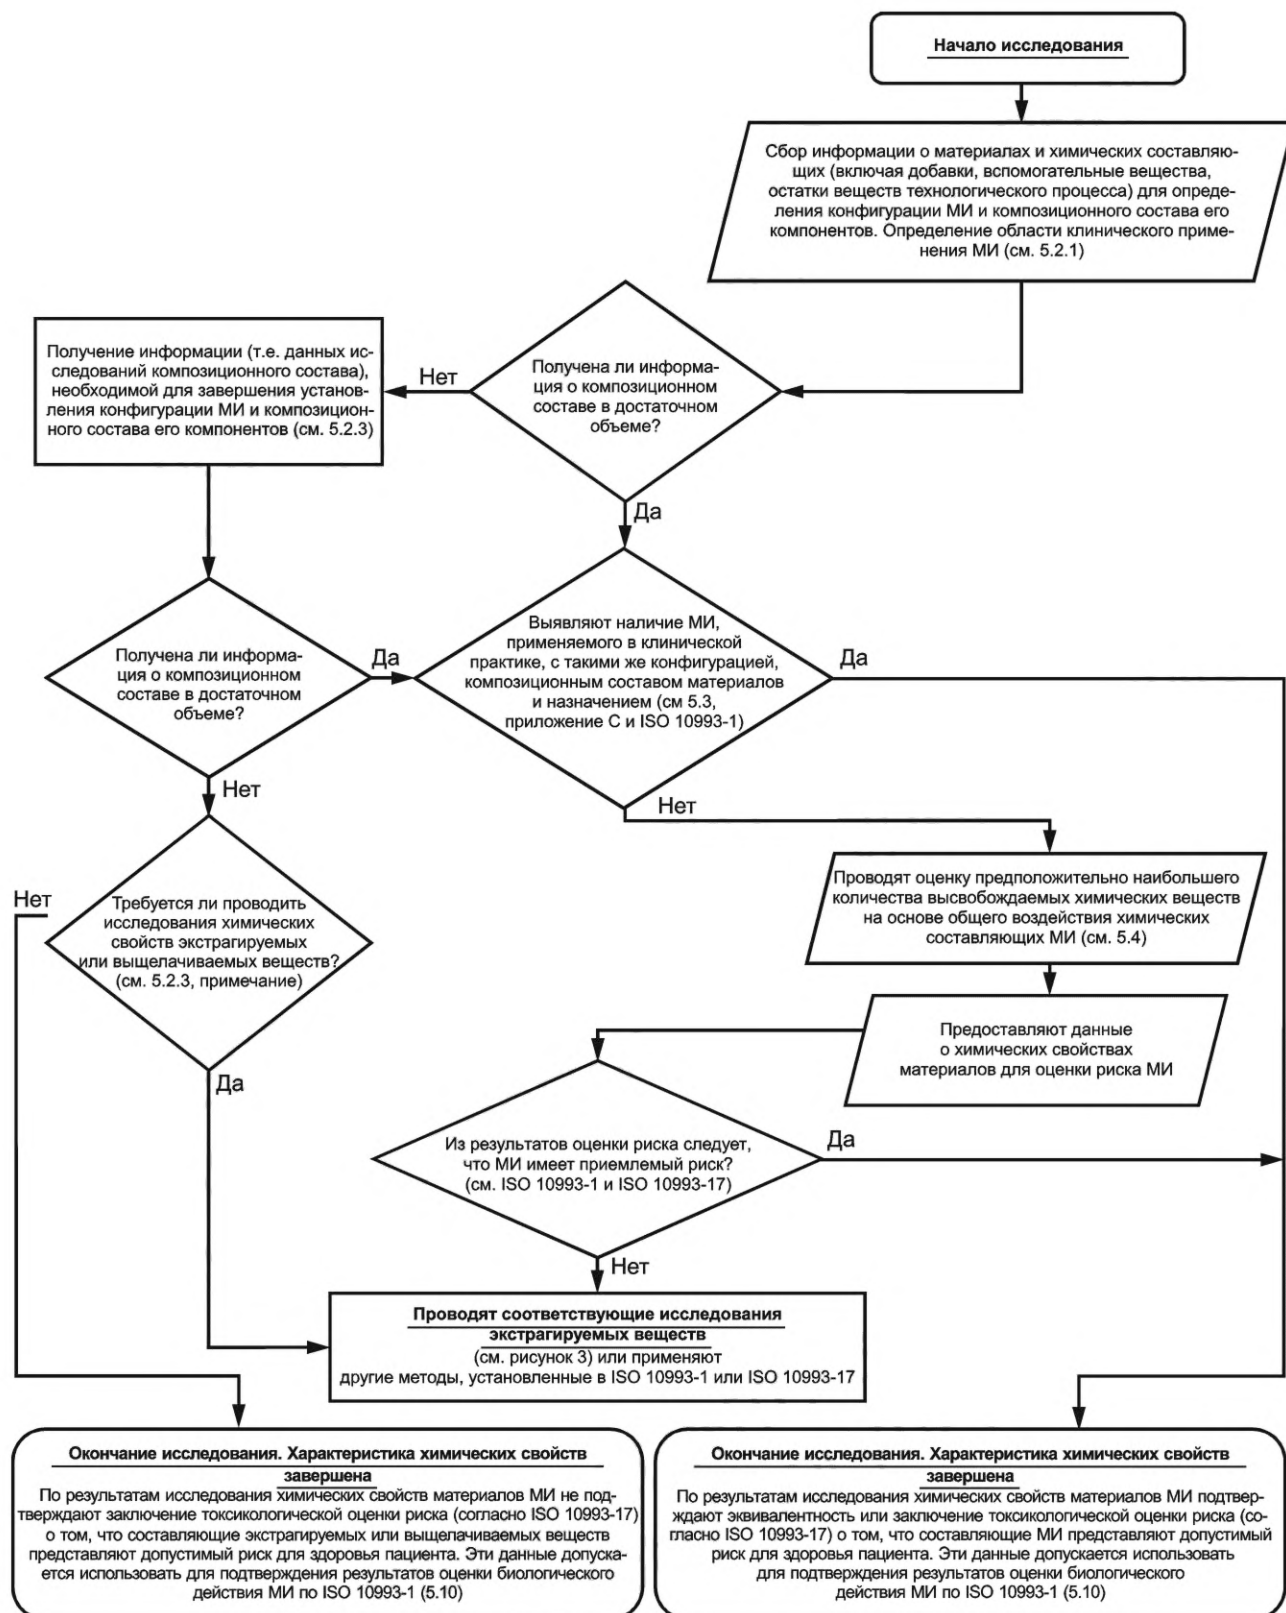 Начало исследования
Сбор информации о материалах и химических составляю-
щих (включая добавки, вспомогательные вещества,
остатки веществ технологического процесса) для опреде-
ления конфигурации МИ и композиционного состава его
компонентов. Определение области клинического приме-
нения МИ (см. 5.2.1)
Получение информации (т.е. данных ис-
следований композиционного состава),
необходимой для завершения установ-
ления конфигурации МИ и композицион-
ного состава его компонентов (см. 5.2.3)
Нет
Получена ли информа-
ция о композиционном
составе в достаточном
объеме?
Да
Получена ли информа-
ция о композиционном
составе в достаточном
объеме?
Да
Выявляют наличие МИ,
применяемого в клинической
практике, с такими же конфигурацией,
композиционным составом материалов
и назначением (см 5.3,
приложение С и ISO 10993-1)
Да
Нет
Нет
Нет
Требуется ли проводить
исследования химических
свойств экстрагируемых
или выщелачиваемых веществ?
(см. 5.2.3, примечание)
Проводят оценку предположительно наибольшего
количества высвобождаемых химических веществ
на основе общего воздействия химических
составляющих МИ (см. 5.4)
Предоставляют данные
о химических свойствах
материалов для оценки риска МИ
Да
Из результатов оценки риска следует,
что МИ имеет приемлемый риск?
(см. ISO 10993-1 и ISO 10993-17)
Да
Нет
Проводят соответствующие исследования
экстрагируемых веществ
(см. рисунок 3) или применяют
другие методы, установленные в ISO 10993-1 или ISO 10993-17
Окончание исследования. Характеристика химических свойств
завершена
По результатам исследования химических свойств материалов МИ не под-
тверждают заключение токсикологической оценки риска (согласно ISO 10993-17)
о том, что составляющие экстрагируемых или выщелачиваемых веществ
представляют допустимый риск для здоровья пациента. Эти данные допуска-
ется использовать для подтверждения результатов оценки биологического
действия МИ по ISO 10993-1 (5.10)
Окончание исследования. Характеристика химических свойств
завершена
По результатам исследования химических свойств материалов МИ подтвер-
ждают эквивалентность или заключение токсикологической оценки риска (со-
гласно ISO 10993-17) о том, что составляющие МИ представляют допустимый
риск для здоровья пациента. Эти данные допускается использовать
для подтверждения результатов оценки биологического
действия МИ по ISO 10993-1 (5.10)